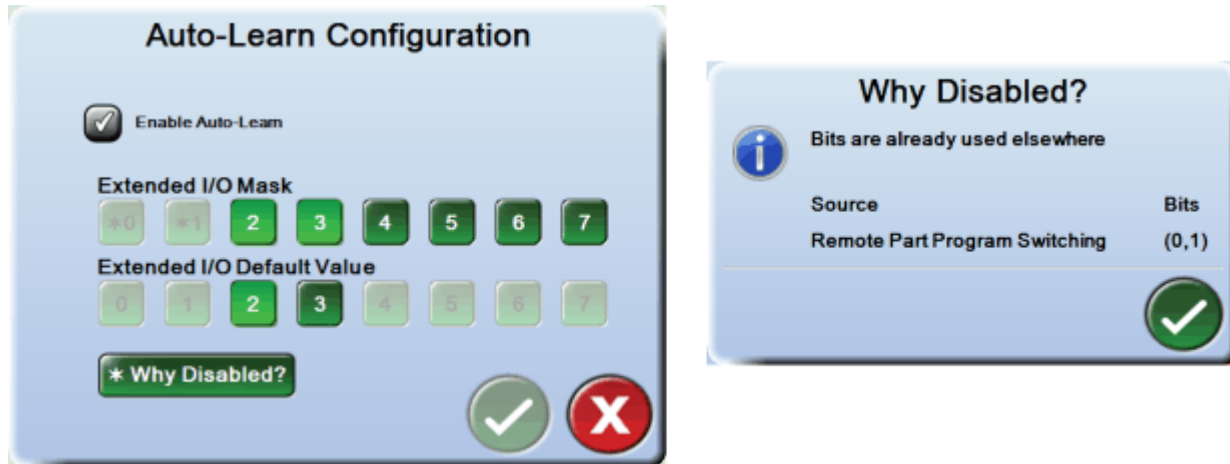 Auto-Learn Configuration
Enable Auto-Learn
Extended I/O Mask
*0 *1 2 3 4 5 6 7
Extended I/O Default Value
0 1 2 3 4 5 6 7
* Why Disabled?
X
Why Disabled?
i
Bits are already used elsewhere
Source Bits
Remote Part Program Switching (0,1)